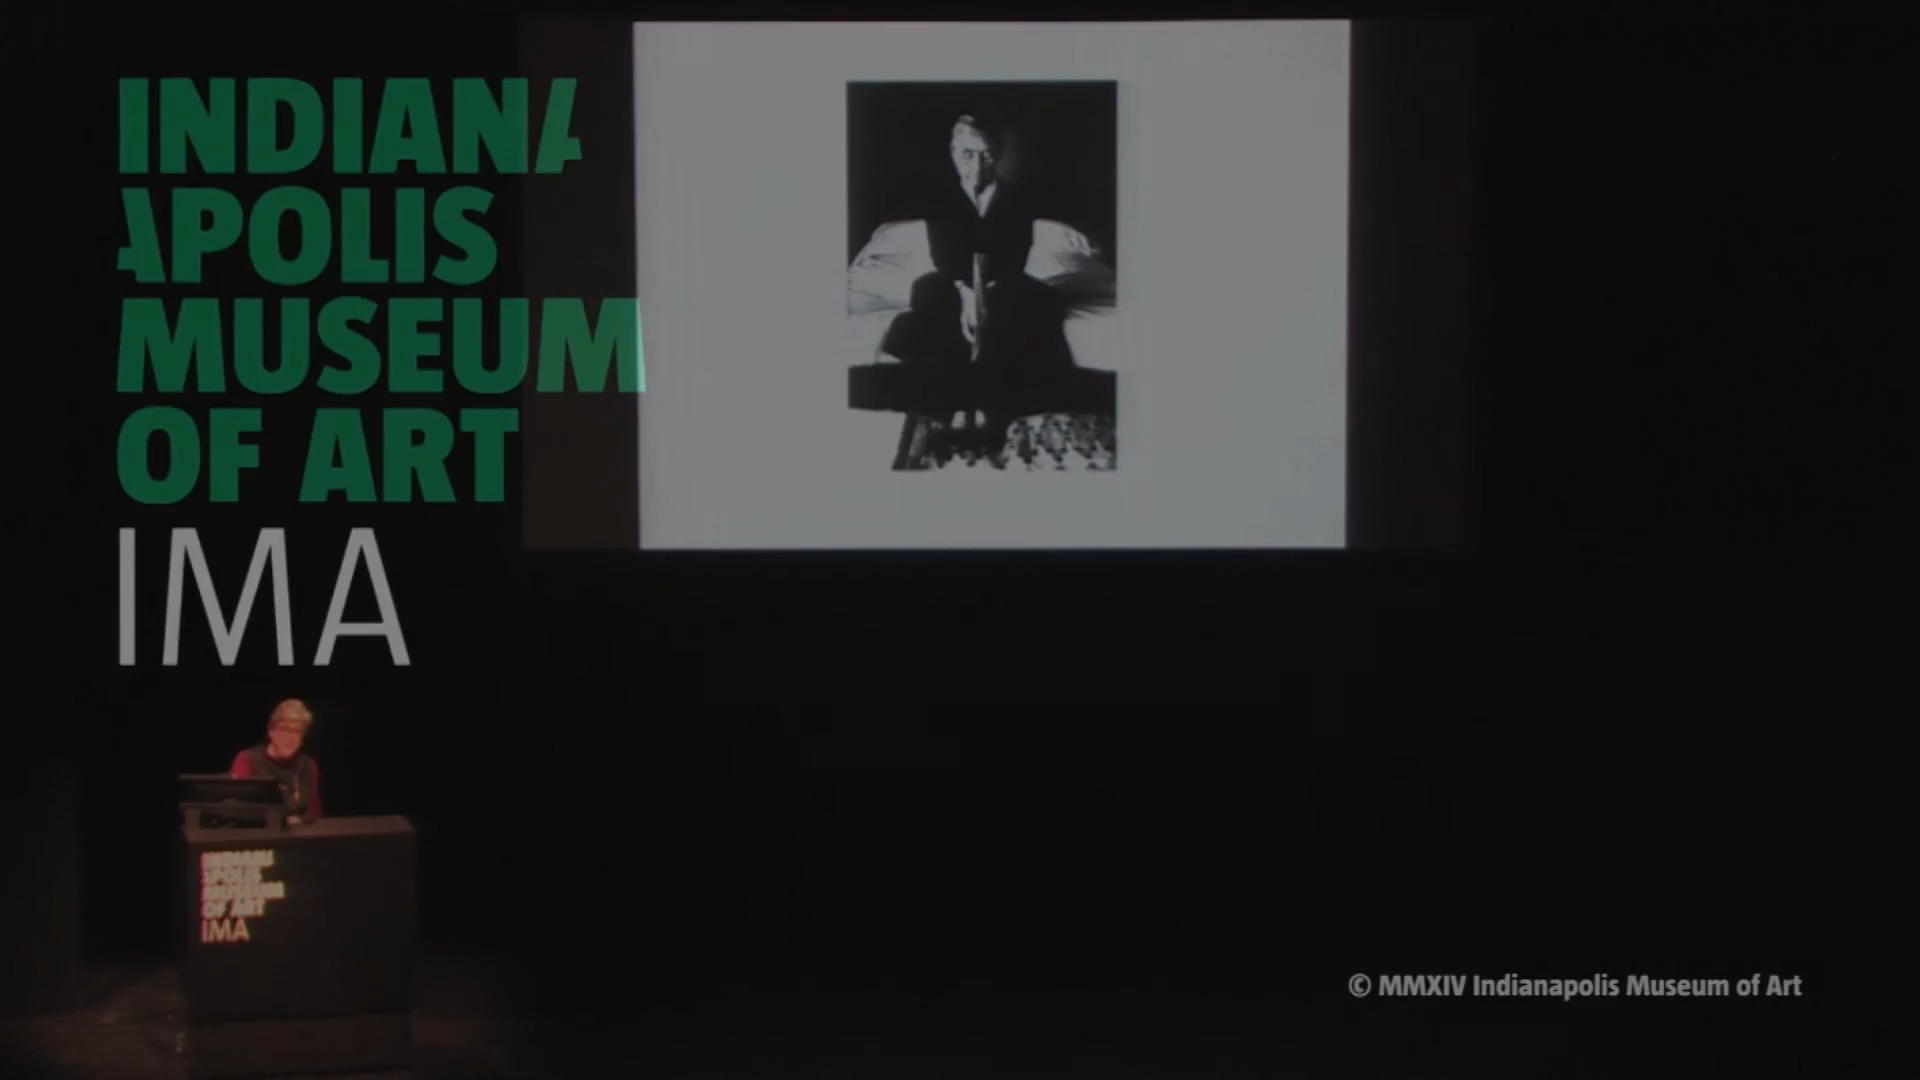 INDIANA
APOLIS
MUSEUM
OF ART
IMA
INDIANA
APOLIS
MUSEUM
OF ART
IMA
© MMXIV Indianapolis Museum of Art